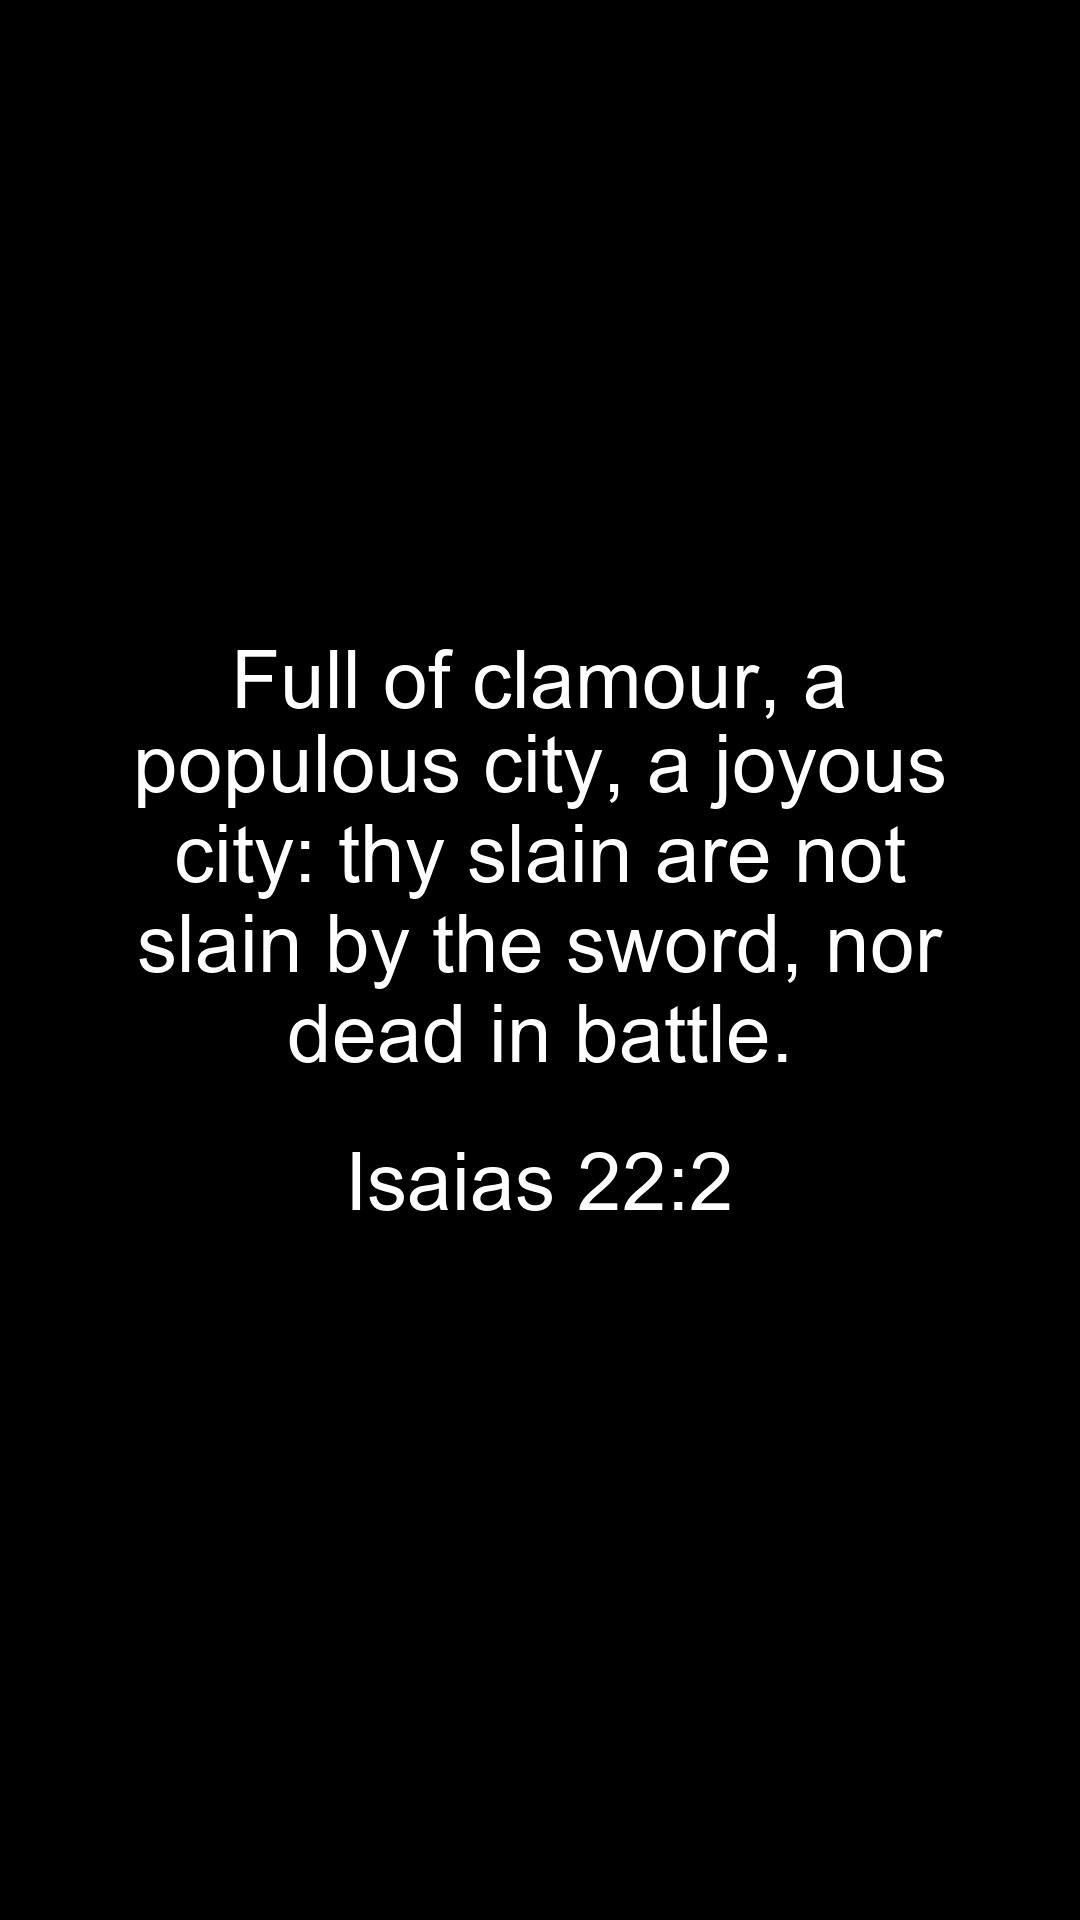 Full of clamour, a
populous city, a joyous
city: thy slain are not
slain by the sword, nor
dead in battle.
Isaias 22:2